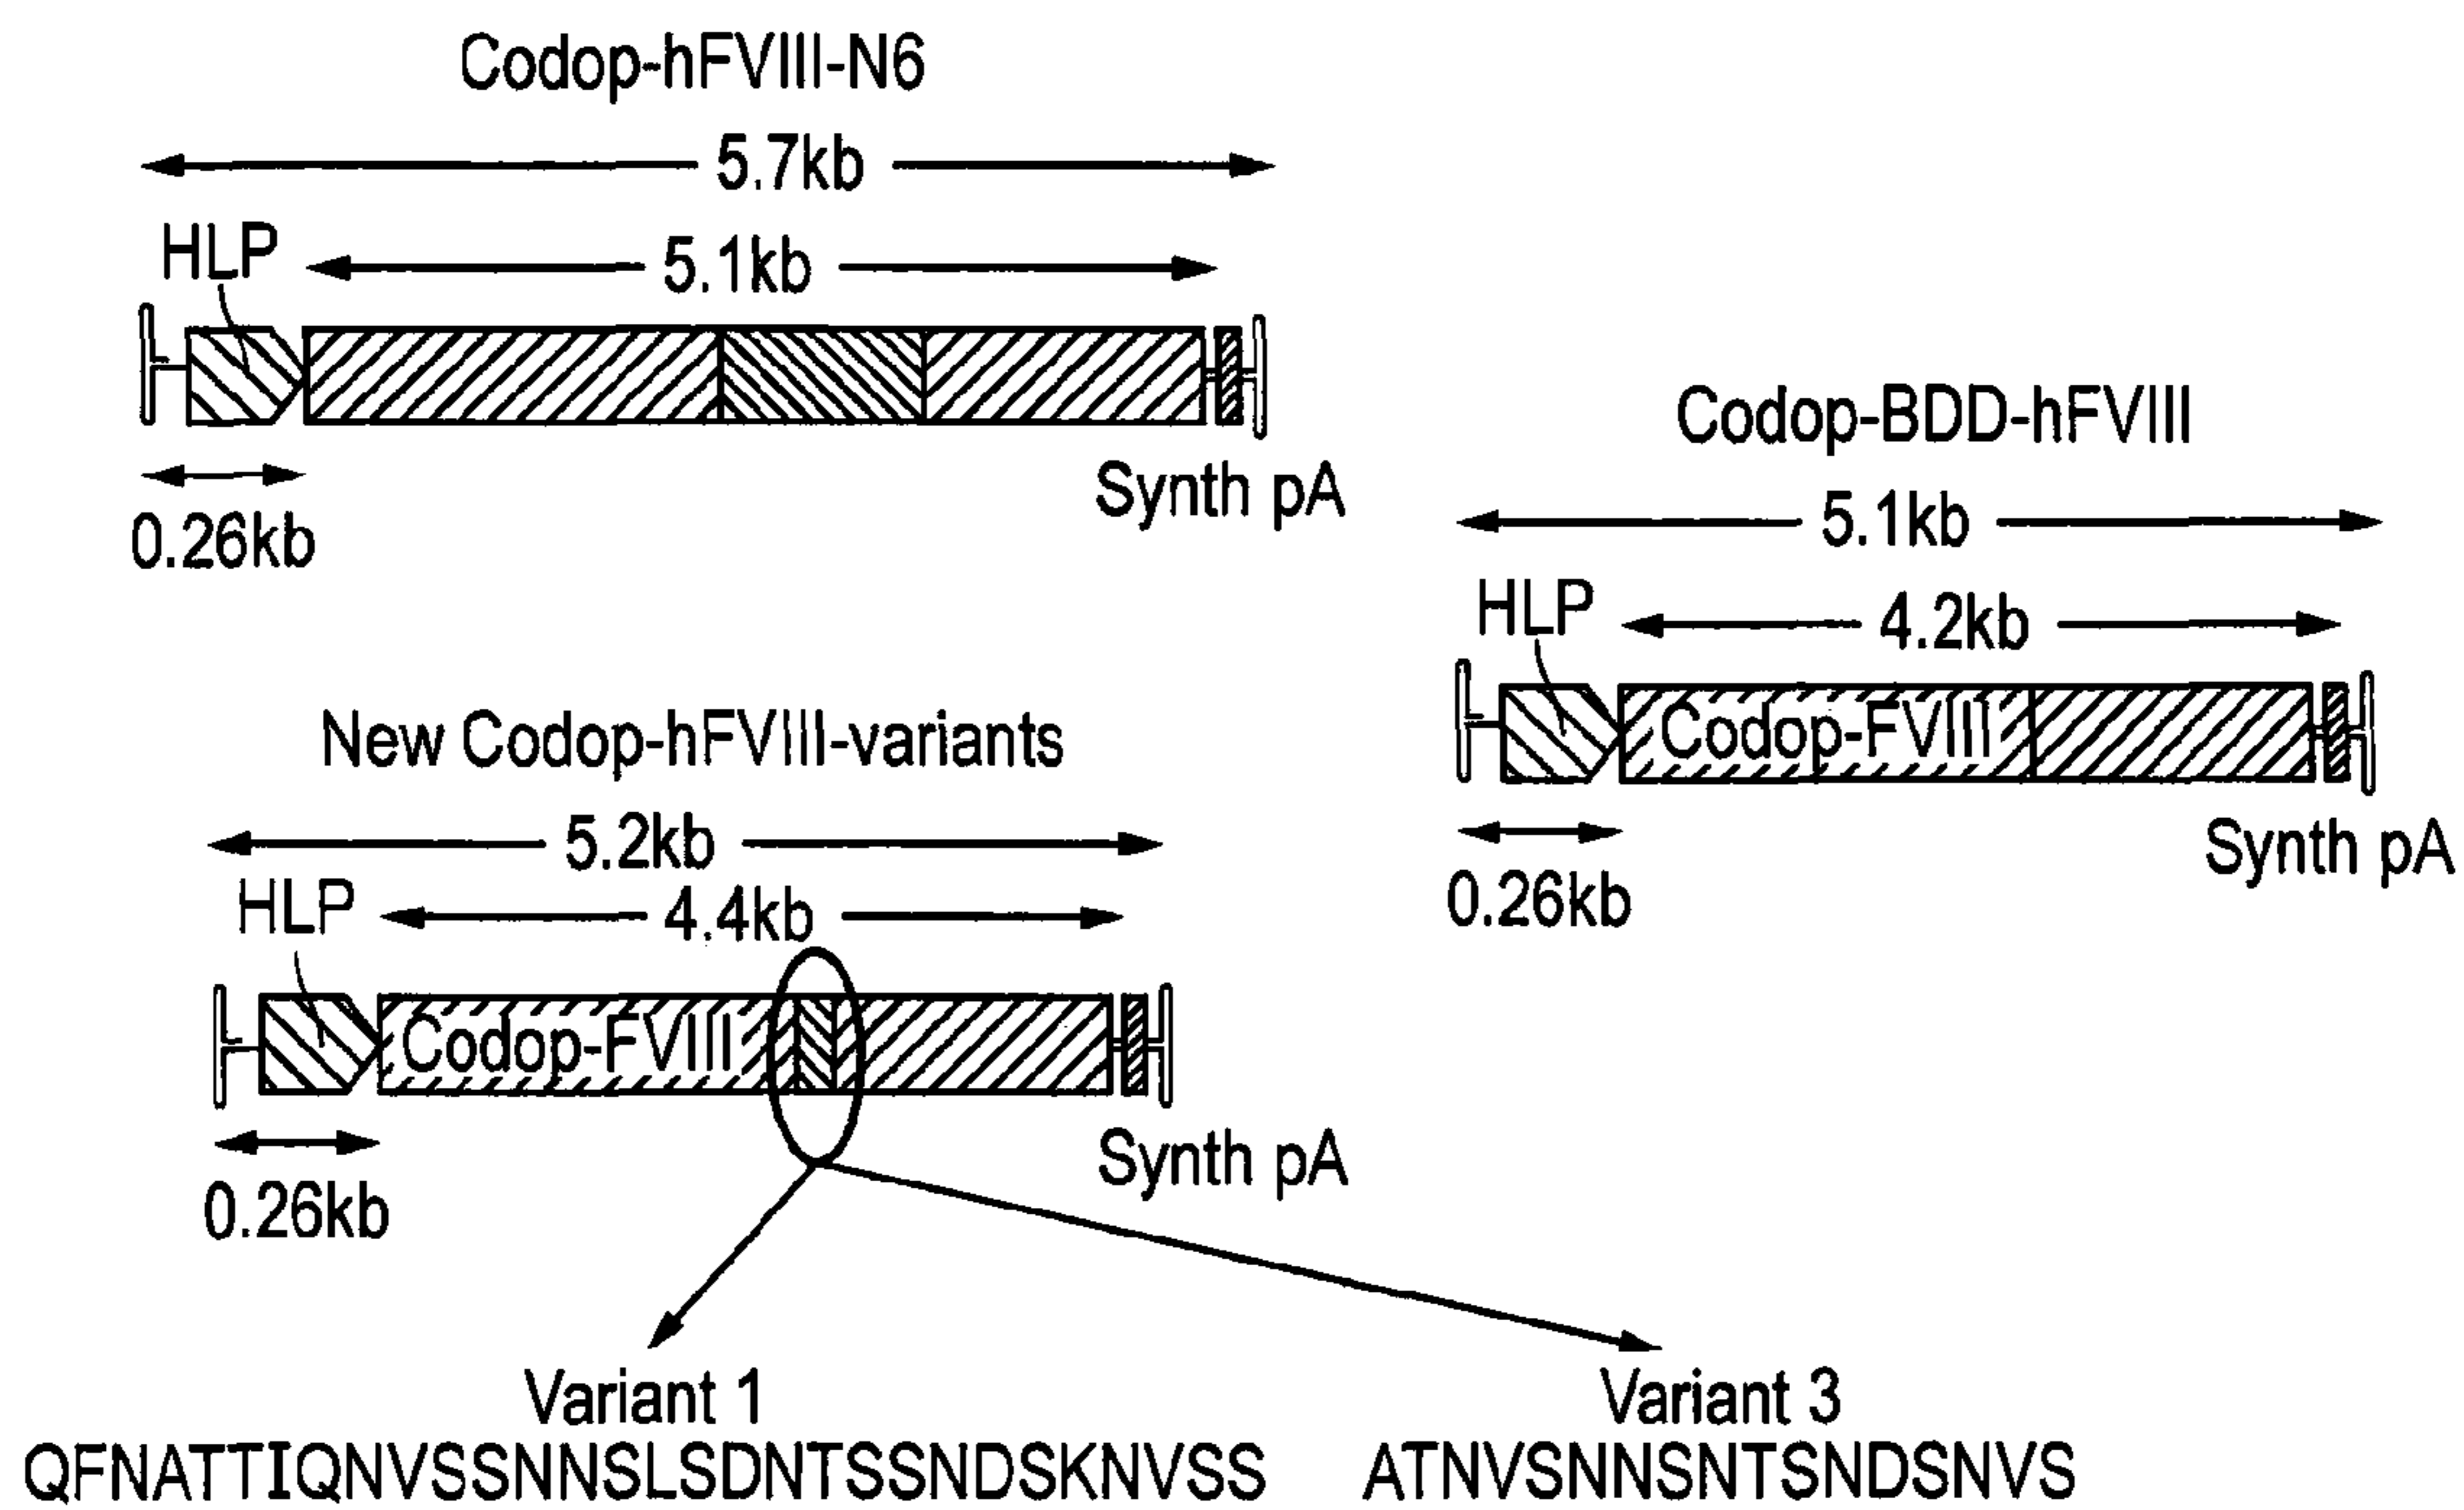 Codop-hFVIII-N6
5.7kb
HLP
5.1kb
0.26kb
Synth pA
Codop-BDD-hFVIII
5.1kb
HLP
4.2kb
Codop-FVIII
0.26kb
Synth pA
New Codop-hFVIII-variants
5.2kb
HLP
4.4kb
Codop-FVIII
0.26kb
Synth pA
Variant 1
QFNATTIQNVSSNNSLSDNTSSNDSKNVSS
Variant 3
ATNVSNNSNTSNDSNVS